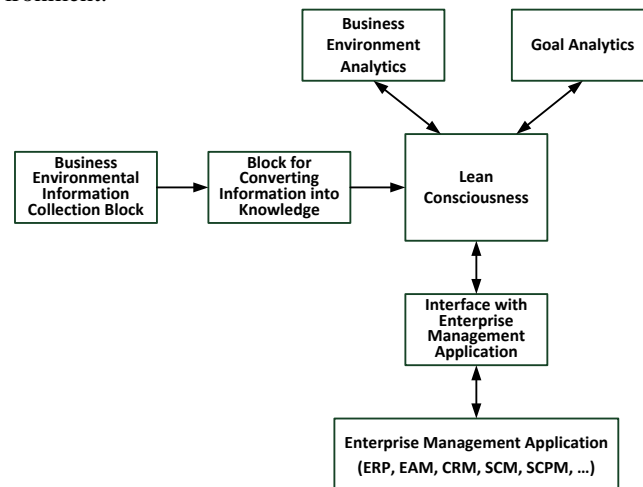 ironment.
Business
Environment
Analytics
Goal Analytics
Business
Environmental
Information
Collection Block
Block for
Converting
Information into
Knowledge
Lean
Consciousness
Interface with
Enterprise
Management
Application
Enterprise Management Application
(ERP, EAM, CRM, SCM, SCPM, ...)